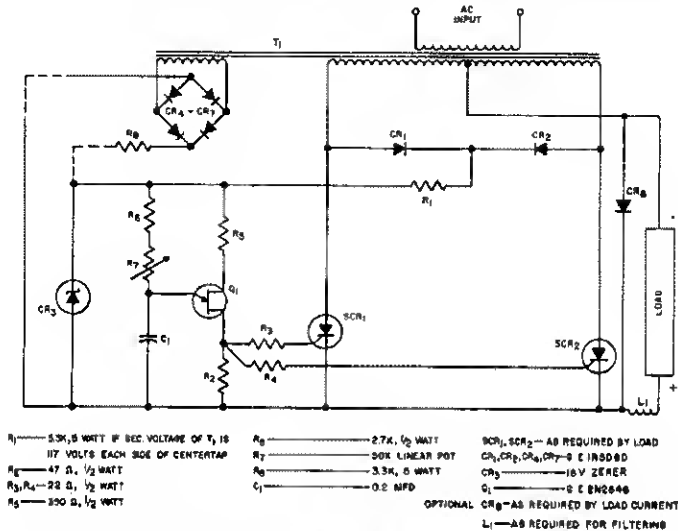 AC
INPUT
T1
CR4 - CR7
R8
CR1
CR2
CR8
R1
R6
R5
R7
Q1
CR3
C1
R3
SCR1
R2
R4
SCR2
LOAD
+
L1
R1 3.3K, 5 WATT IF SEC. VOLTAGE OF T1 IS
117 VOLTS EACH SIDE OF CENTERTAP
R2 47 Ω, 1/2 WATT
R3, R4 22 Ω, 1/2 WATT
R5 390 Ω, 1/2 WATT
R6 2.7K, 1/2 WATT
R7 50K LINEAR POT
R8 3.3K, 5 WATT
C1 0.2 MFD
SCR1, SCR2 AS REQUIRED BY LOAD
CR1, CR2, CR4, CR7 G E
CR3 18V ZENER
Q1 G E 2N2646
OPTIONAL CR8 AS REQUIRED BY LOAD CURRENT
L1 AS REQUIRED FOR FILTERING